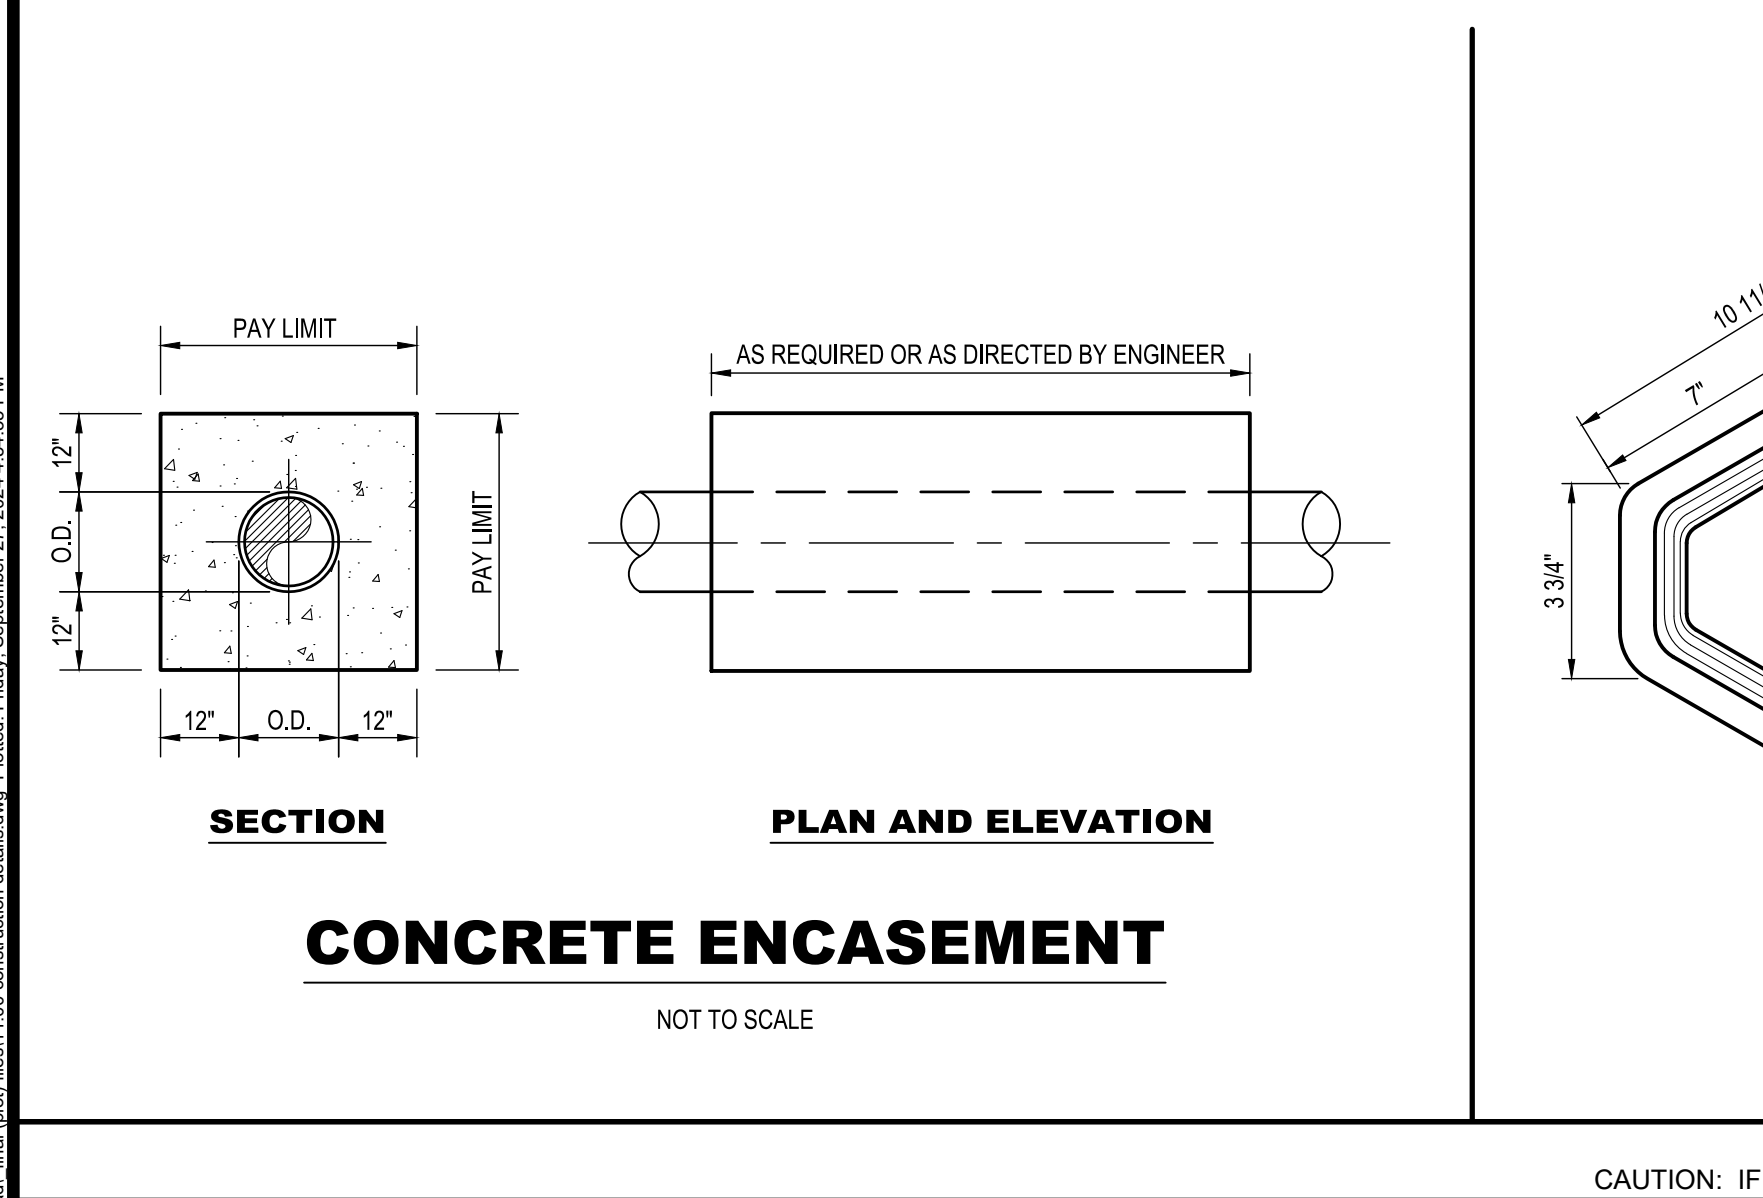 PAY LIMIT
12"
O.D.
12"
PAY LIMIT
12"
O.D.
12"
SECTION
AS REQUIRED OR AS DIRECTED BY ENGINEER
PLAN AND ELEVATION
CONCRETE ENCASEMENT
NOT TO SCALE
10 11/
7"
3 3/4"
CAUTION: IF